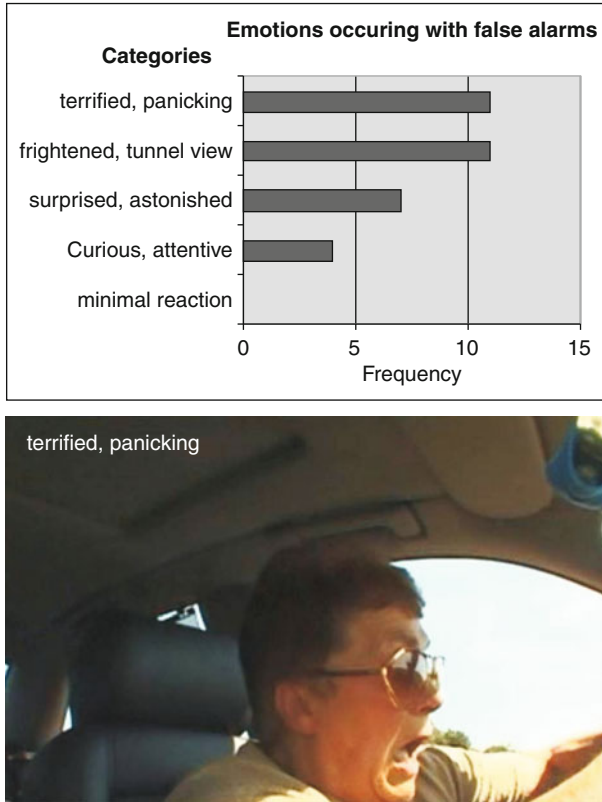 Emotions occuring with false alarms
Categories
terrified, panicking
frightened, tunnel view
surprised, astonished
Curious, attentive
minimal reaction
0 5 10 15
Frequency
terrified, panicking